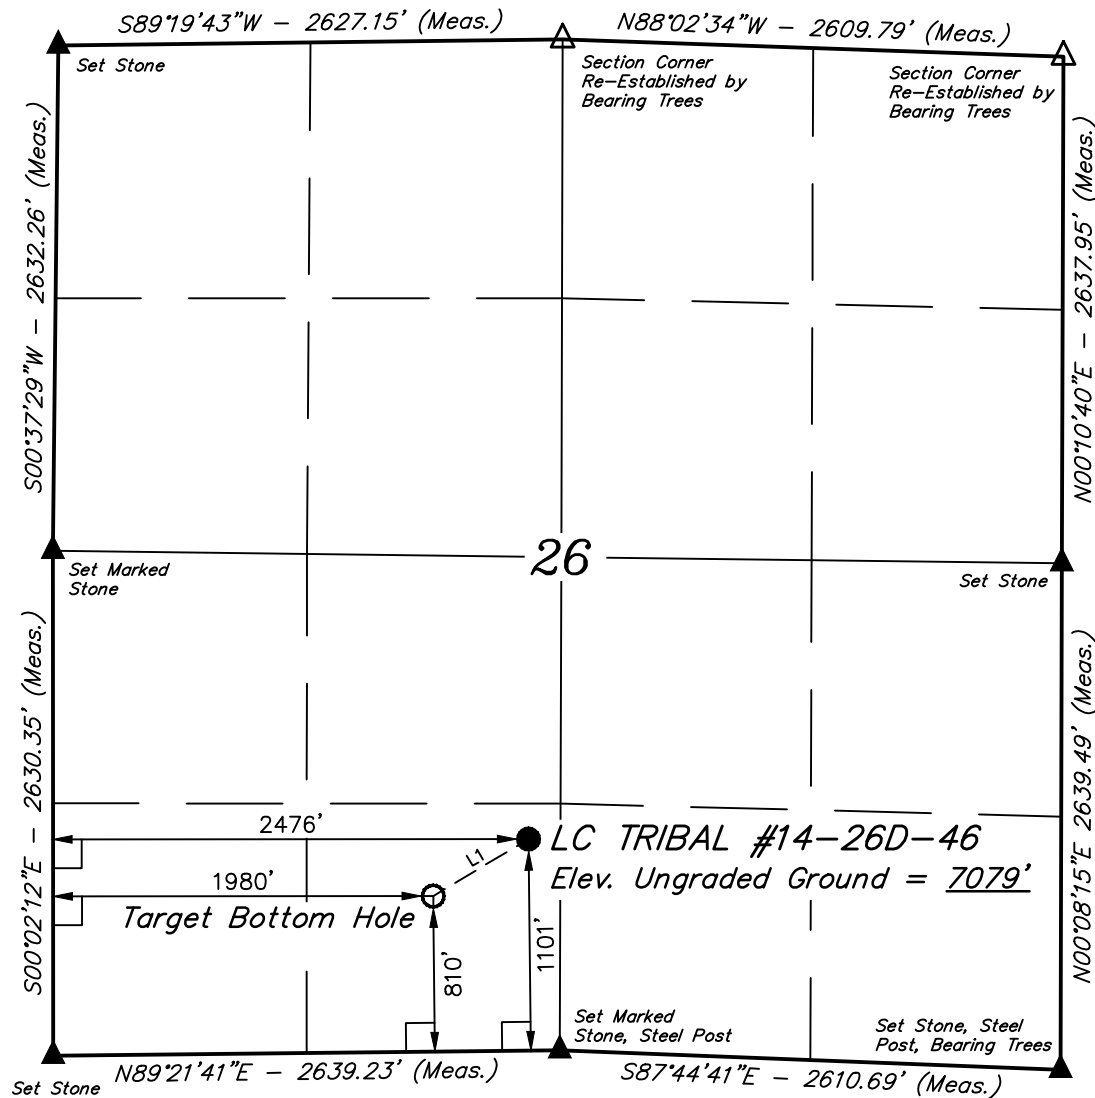 S89°19'43"W - 2627.15' (Meas.)
N88°02'34"W - 2609.79' (Meas.)
Set Stone
Section Corner
Re-Established by
Bearing Trees
Section Corner
Re-Established by
Bearing Trees
S00°37'29"W - 2632.26' (Meas.)
N00°10'40"E - 2637.95' (Meas.)
26
Set Marked
Stone
Set Stone
S00°02'12"E - 2630.35' (Meas.)
N00°08'15"E 2639.49' (Meas.)
2476'
LC TRIBAL #14-26D-46
L1
Elev. Ungraded Ground = 7079'
1980'
Target Bottom Hole
810'
1101'
Set Marked
Stone, Steel Post
Set Stone, Steel
Post, Bearing Trees
Set Stone
N89°21'41"E - 2639.23' (Meas.)
S87°44'41"E - 2610.69' (Meas.)